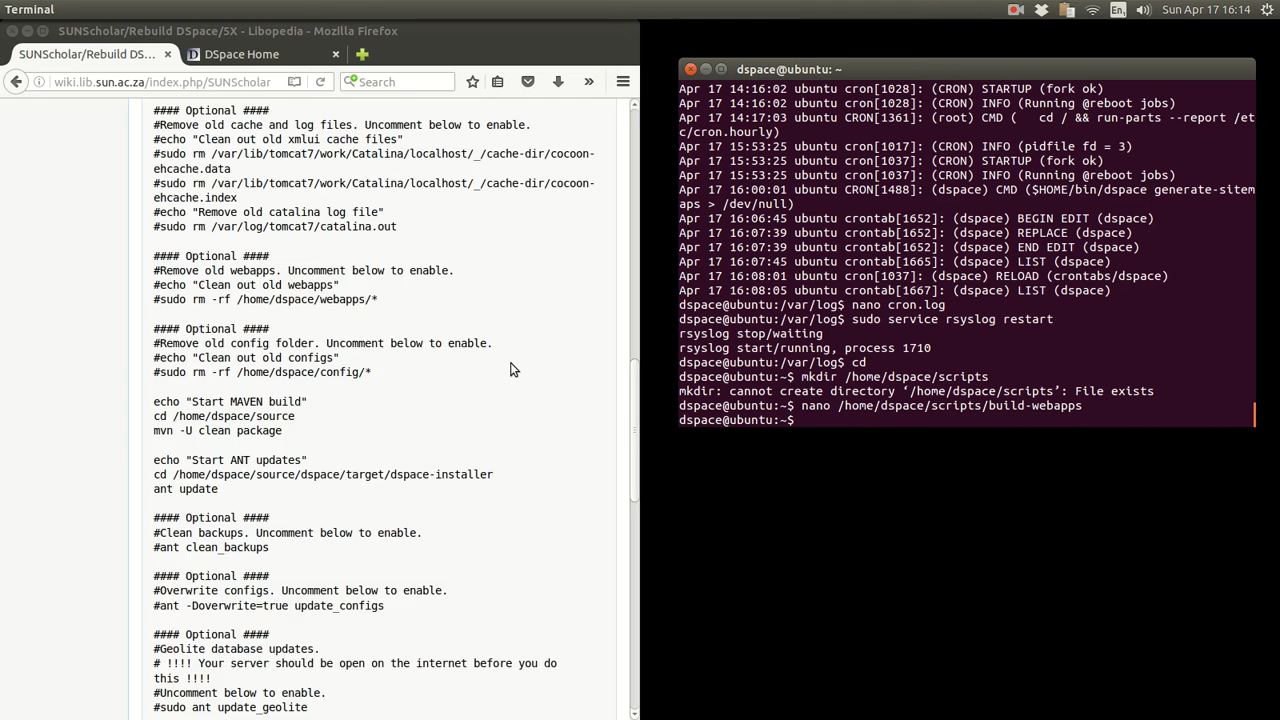 Terminal
En1
Sun Apr 17 16:14
SUNScholar/Rebuild DSpace/5X - Libopedia - Mozilla Firefox
SUNScholar/Rebuild DS...
DSpace Home
wiki.lib.sun.ac.za/index.php/SUNScholar
Search
#### Optional ####
#Remove old cache and log files. Uncomment below to enable.
#echo "Clean out old xmlui cache files"
#sudo rm /var/lib/tomcat7/work/Catalina/localhost/_/cache-dir/cocoon-
ehcache.data
#sudo rm /var/lib/tomcat7/work/Catalina/localhost/_/cache-dir/cocoon-
ehcache.index
#echo "Remove old catalina log file"
#sudo rm /var/log/tomcat7/catalina.out
#### Optional ####
#Remove old webapps. Uncomment below to enable.
#echo "Clean out old webapps"
#sudo rm -rf /home/dspace/webapps/*
#### Optional ####
#Remove old config folder. Uncomment below to enable.
#echo "Clean out old configs"
#sudo rm -rf /home/dspace/config/*
echo "Start MAVEN build"
cd /home/dspace/source
mvn -U clean package
echo "Start ANT updates"
cd /home/dspace/source/dspace/target/dspace-installer
ant update
#### Optional ####
#Clean backups. Uncomment below to enable.
#ant clean_backups
#### Optional ####
#Overwrite configs. Uncomment below to enable.
#ant -Doverwrite=true update_configs
#### Optional ####
#Geolite database updates.
# !!!! Your server should be open on the internet before you do
this !!!!
#Uncomment below to enable.
#sudo ant update_geolite
dspace@ubuntu: ~
Apr 17 14:16:02 ubuntu cron[1028]: (CRON) STARTUP (fork ok)
Apr 17 14:16:02 ubuntu cron[1028]: (CRON) INFO (Running @reboot jobs)
Apr 17 14:17:03 ubuntu CRON[1361]: (root) CMD (   cd / && run-parts --report /et
c/cron.hourly)
Apr 17 15:53:25 ubuntu cron[1017]: (CRON) INFO (pidfile fd = 3)
Apr 17 15:53:25 ubuntu cron[1037]: (CRON) STARTUP (fork ok)
Apr 17 15:53:25 ubuntu cron[1037]: (CRON) INFO (Running @reboot jobs)
Apr 17 16:00:01 ubuntu CRON[1488]: (dspace) CMD ($HOME/bin/dspace generate-sitem
aps > /dev/null)
Apr 17 16:06:45 ubuntu crontab[1652]: (dspace) BEGIN EDIT (dspace)
Apr 17 16:07:39 ubuntu crontab[1652]: (dspace) REPLACE (dspace)
Apr 17 16:07:39 ubuntu crontab[1652]: (dspace) END EDIT (dspace)
Apr 17 16:07:45 ubuntu crontab[1665]: (dspace) LIST (dspace)
Apr 17 16:08:01 ubuntu cron[1037]: (dspace) RELOAD (crontabs/dspace)
Apr 17 16:08:05 ubuntu crontab[1667]: (dspace) LIST (dspace)
dspace@ubuntu:/var/log$ nano cron.log
dspace@ubuntu:/var/log$ sudo service rsyslog restart
rsyslog stop/waiting
rsyslog start/running, process 1710
dspace@ubuntu:/var/log$ cd
dspace@ubuntu:~$ mkdir /home/dspace/scripts
mkdir: cannot create directory ‘/home/dspace/scripts’: File exists
dspace@ubuntu:~$ nano /home/dspace/scripts/build-webapps
dspace@ubuntu:~$